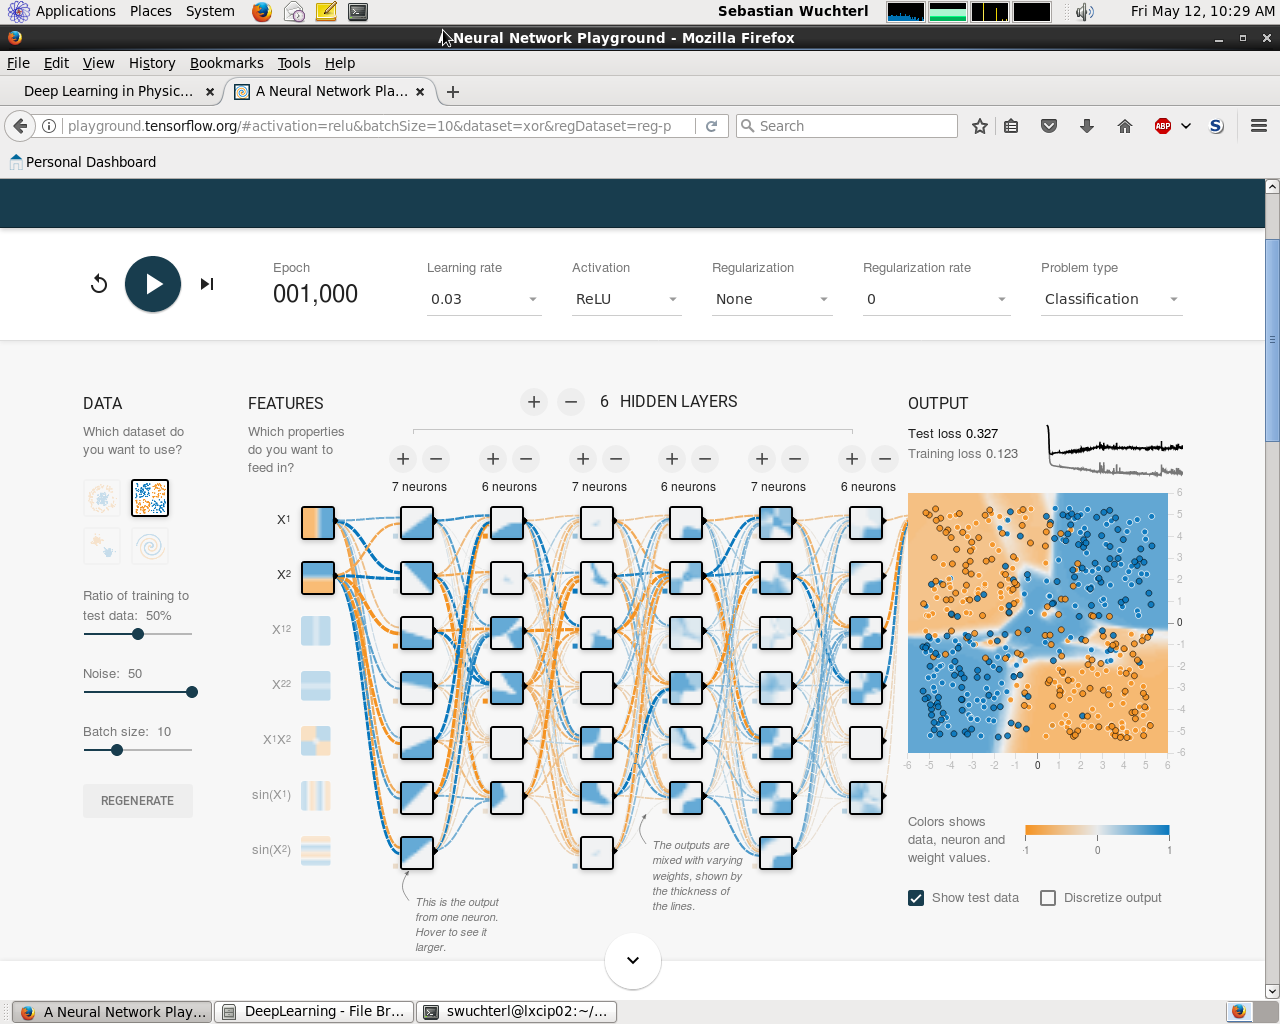 Applications Places System Sebastian Wuchterl Fri May 12, 10:29 AM
A Neural Network Playground - Mozilla Firefox
File Edit View History Bookmarks Tools Help
Deep Learning in Physic... A Neural Network Pla...
playground.tensorflow.org/#activation=relu&batchSize=10&dataset=xor&regDataset=reg-p Search ABP S
Personal Dashboard
Epoch Learning rate Activation Regularization Regularization rate Problem type
001,000 0.03 ReLU None 0 Classification
DATA FEATURES 6 HIDDEN LAYERS OUTPUT
Which dataset do
you want to use?
Which properties
do you want to
feed in?
Test loss 0.327
Training loss 0.123
7 neurons 6 neurons 7 neurons 6 neurons 7 neurons 6 neurons
X1
X2
X12
X22
X1X2
sin(X1)
sin(X2)
Ratio of training to
test data: 50%
Noise: 50
Batch size: 10
REGENERATE
6
5
4
3
2
1
0
-1
-2
-3
-4
-5
-6
-6 -5 -4 -3 -2 -1 0 1 2 3 4 5 6
Colors shows
data, neuron and
weight values.
-1 0 1
Show test data Discretize output
The outputs are
mixed with varying
weights, shown by
the thickness of
the lines.
This is the output
from one neuron.
Hover to see it
larger.
A Neural Network Play... DeepLearning - File Br... swuchterl@lxcip02:~/...